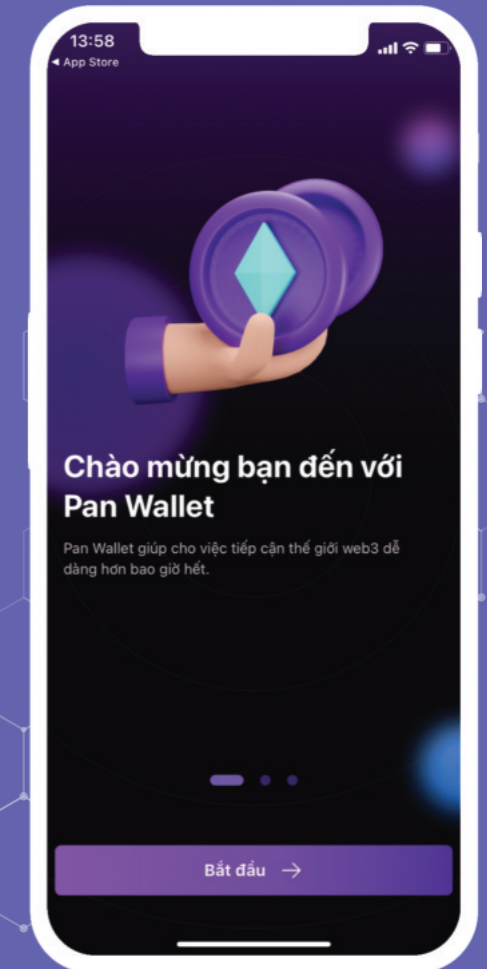 13:58
◀ App Store
Chào mừng bạn đến với
Pan Wallet
Pan Wallet giúp cho việc tiếp cận thế giới web3 dễ
dàng hơn bao giờ hết.
Bắt đầu →